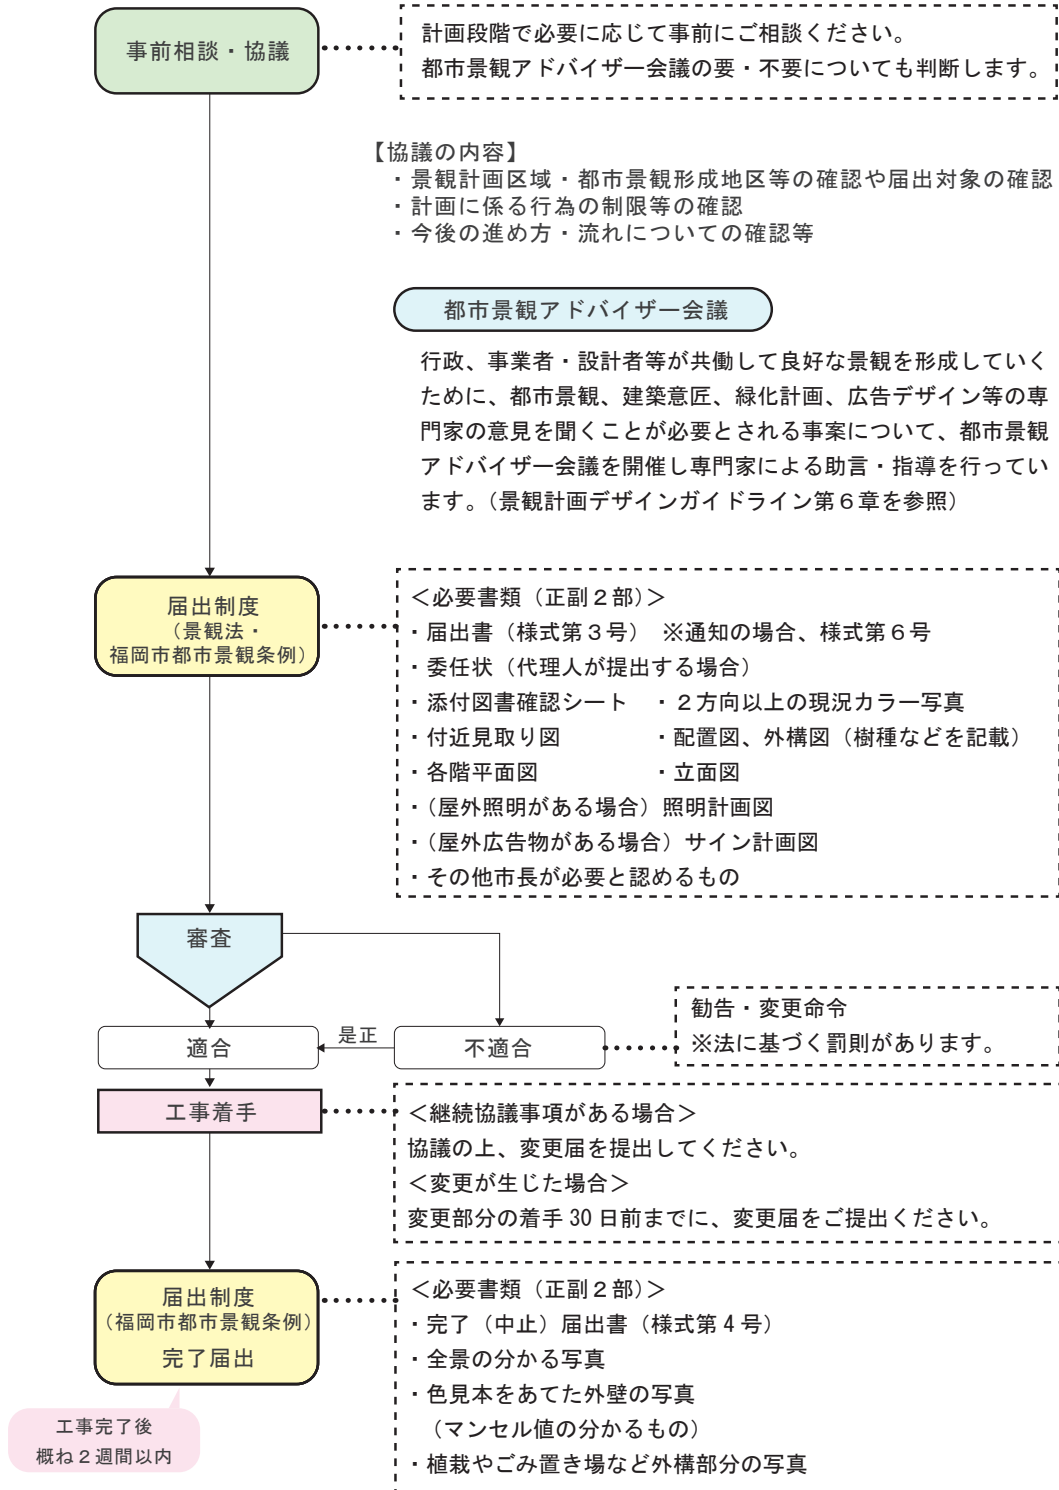 事前相談・協議
計画段階で必要に応じて事前にご相談ください。
都市景観アドバイザー会議の要・不要についても判断します。
【協議の内容】
・景観計画区域・都市景観形成地区等の確認や届出対象の確認
・計画に係る行為の制限等の確認
・今後の進め方・流れについての確認等
都市景観アドバイザー会議
行政、事業者・設計者等が共働して良好な景観を形成していく
ために、都市景観、建築意匠、緑化計画、広告デザイン等の専
門家の意見を聞くことが必要とされる事案について、都市景観
アドバイザー会議を開催し専門家による助言・指導を行ってい
ます。（景観計画デザインガイドライン第６章を参照）
届出制度
（景観法・
福岡市都市景観条例）
＜必要書類（正副２部）＞
・届出書（様式第３号） ※通知の場合、様式第６号
・委任状（代理人が提出する場合）
・添付図書確認シート ・２方向以上の現況カラー写真
・付近見取り図 ・配置図、外構図（樹種などを記載）
・各階平面図 ・立面図
・（屋外照明がある場合）照明計画図
・（屋外広告物がある場合）サイン計画図
・その他市長が必要と認めるもの
審査
適合
是正
不適合
勧告・変更命令
※法に基づく罰則があります。
工事着手
＜継続協議事項がある場合＞
協議の上、変更届を提出してください。
＜変更が生じた場合＞
変更部分の着手 30 日前までに、変更届をご提出ください。
届出制度
（福岡市都市景観条例）
完了届出
工事完了後
概ね２週間以内
＜必要書類（正副２部）＞
・完了（中止）届出書（様式第４号）
・全景の分かる写真
・色見本をあてた外壁の写真
（マンセル値の分かるもの）
・植栽やごみ置き場など外構部分の写真